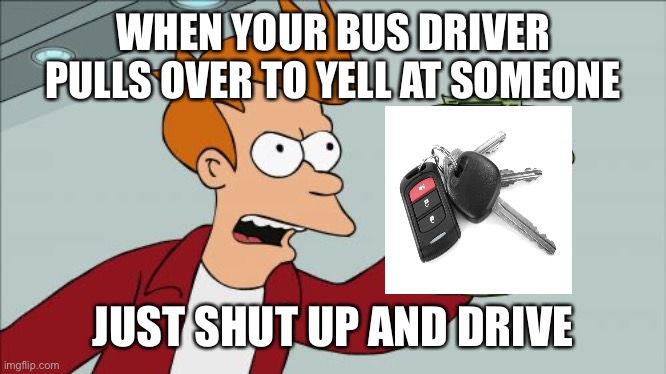 WHEN YOUR BUS DRIVER
PULLS OVER TO YELL AT SOMEONE
JUST SHUT UP AND DRIVE
imgflip.com